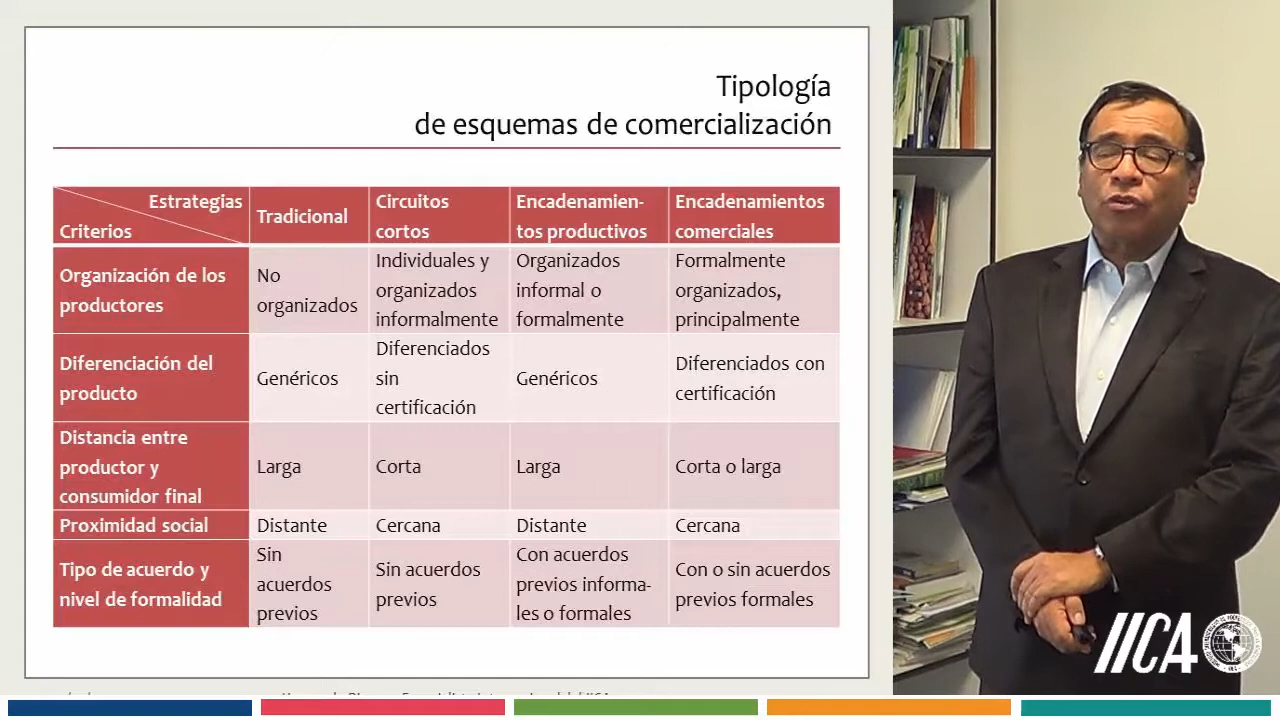 Tipología
de esquemas de comercialización
Estrategias
Criterios
Tradicional
Circuitos
cortos
Encadenamien-
tos productivos
Encadenamientos
comerciales
Organización de los
productores
No
organizados
Individuales y
organizados
informalmente
Organizados
informal o
formalmente
Formalmente
organizados,
principalmente
Diferenciación del
producto
Genéricos
Diferenciados
sin
certificación
Genéricos
Diferenciados con
certificación
Distancia entre
productor y
consumidor final
Larga
Corta
Larga
Corta o larga
Proximidad social
Distante
Cercana
Distante
Cercana
Tipo de acuerdo y
nivel de formalidad
Sin
acuerdos
previos
Sin acuerdos
previos
Con acuerdos
previos informa-
les o formales
Con o sin acuerdos
previos formales
IICA